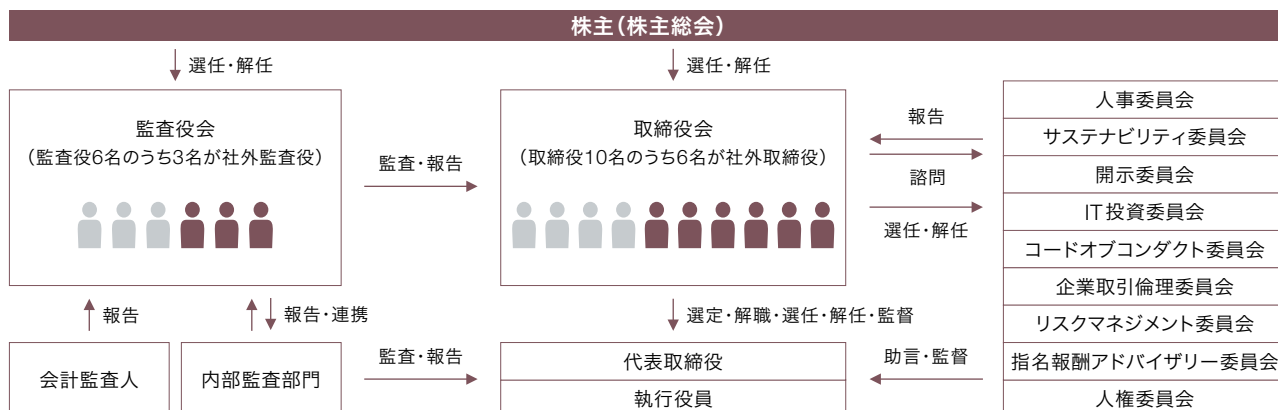 株主(株主総会)
選任・解任
選任・解任
監査役会
(監査役6名のうち3名が社外監査役)
監査・報告
取締役会
(取締役10名のうち6名が社外取締役)
報告
諮問
選任・解任
人事委員会
サステナビリティ委員会
開示委員会
IT投資委員会
コードオブコンダクト委員会
企業取引倫理委員会
リスクマネジメント委員会
指名報酬アドバイザリー委員会
人権委員会
報告
報告・連携
選定・解職・選任・解任・監督
会計監査人
内部監査部門
監査・報告
代表取締役
執行役員
助言・監督